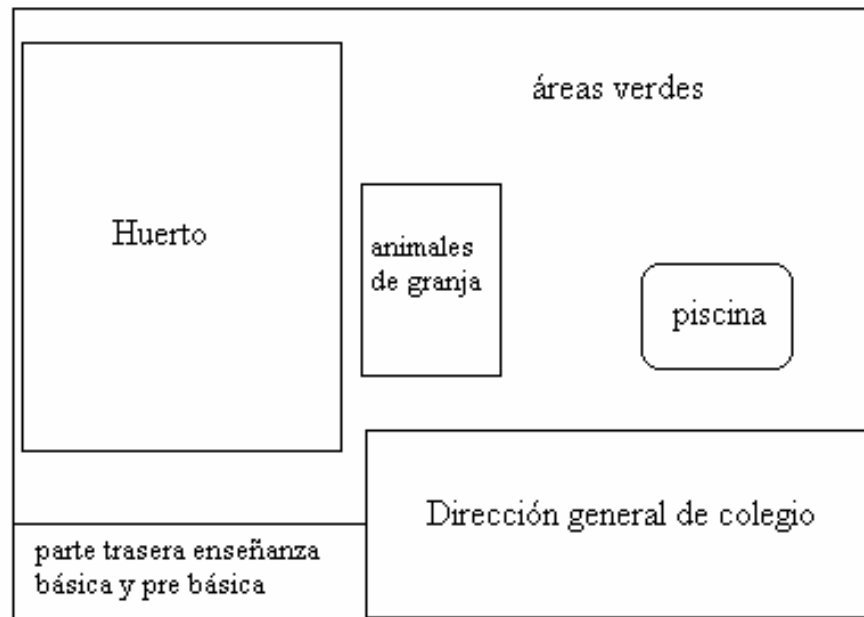 áreas verdes
Huerto
animales
de granja
piscina
Dirección general de colegio
parte trasera enseñanza
básica y pre básica